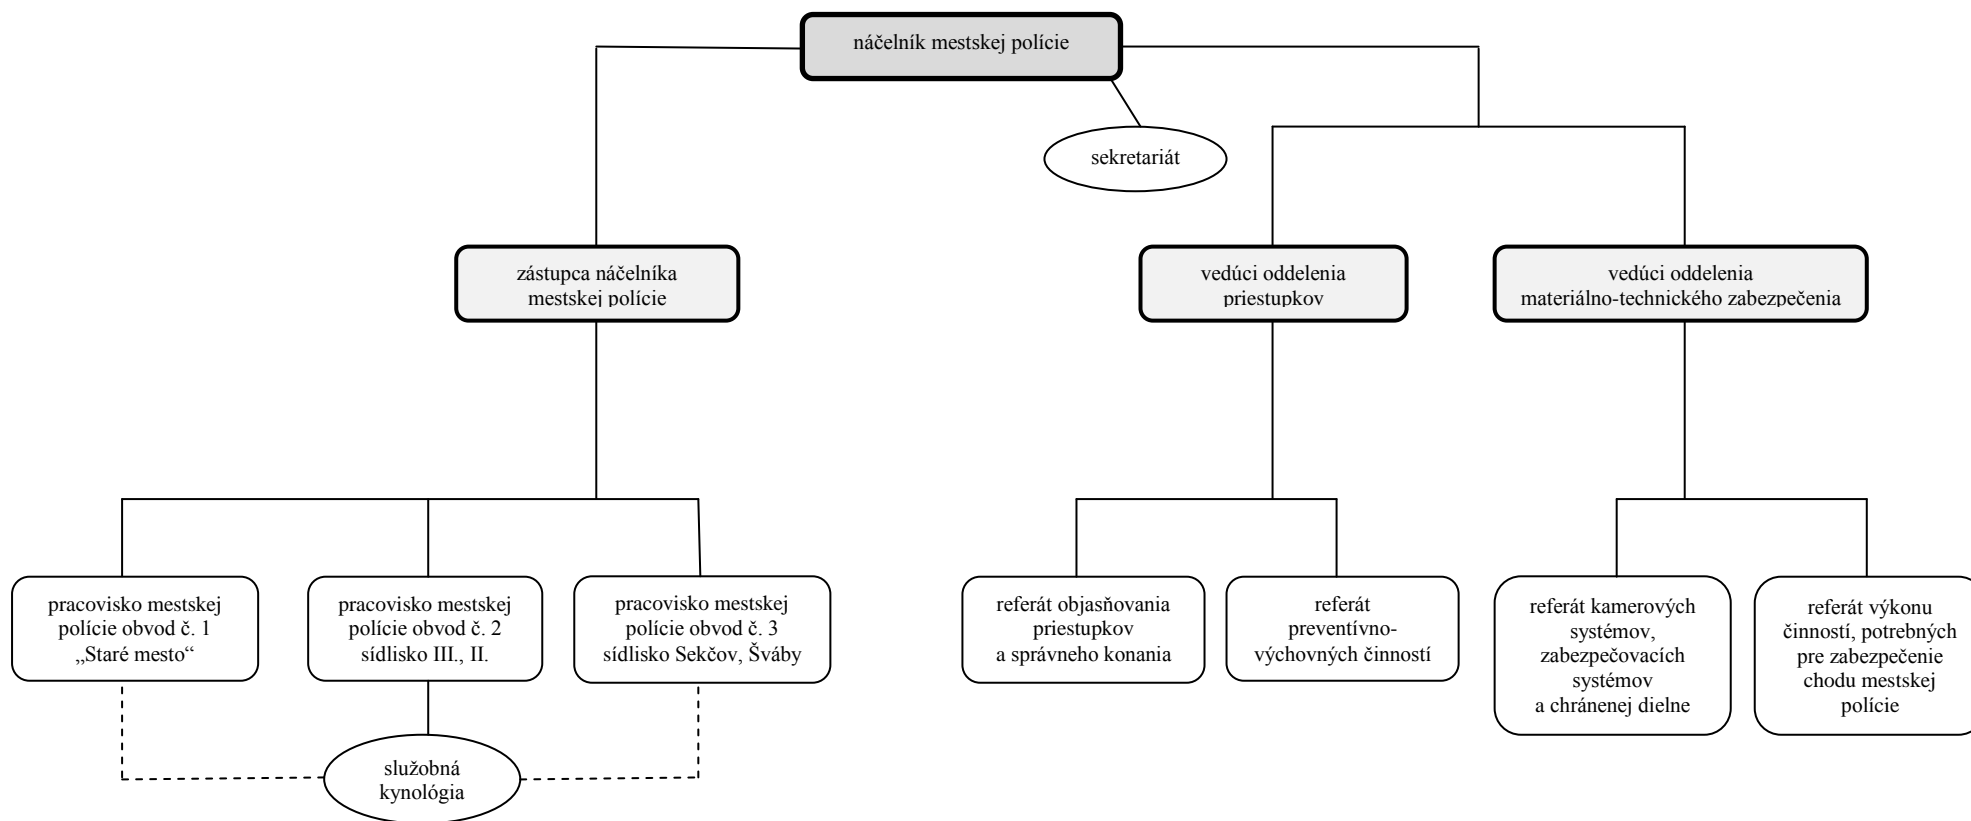 náčelník mestskej polície
sekretariát
zástupca náčelníka
mestskej polície
vedúci oddelenia
priestupkov
vedúci oddelenia
materiálno-technického zabezpečenia
pracovisko mestskej
polície obvod č. 1
„Staré mesto“
pracovisko mestskej
polície obvod č. 2
sídlisko III., II.
pracovisko mestskej
polície obvod č. 3
sídlisko Sekčov, Šváby
referát objasňovania
priestupkov
a správneho konania
referát
preventívno-
výchovných činností
referát kamerových
systémov,
zabezpečovacích
systémov
a chránenej dielne
referát výkonu
činností, potrebných
pre zabezpečenie
chodu mestskej
polície
služobná
kynológia